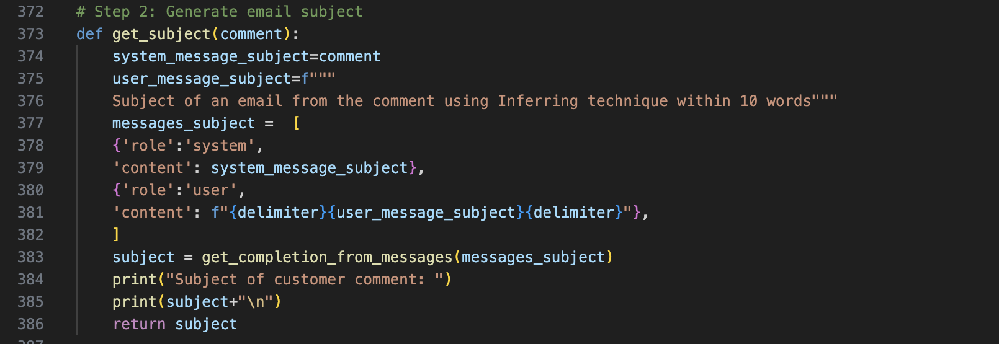 372 # Step 2: Generate email subject
373 def get_subject(comment):
374     system_message_subject=comment
375     user_message_subject=f"""
376     Subject of an email from the comment using Inferring technique within 10 words"""
377     messages_subject =  [
378     {'role':'system',
379     'content': system_message_subject},
380     {'role':'user',
381     'content': f"{delimiter}{user_message_subject}{delimiter}"},
382     ]
383     subject = get_completion_from_messages(messages_subject)
384     print("Subject of customer comment: ")
385     print(subject+"\n")
386     return subject